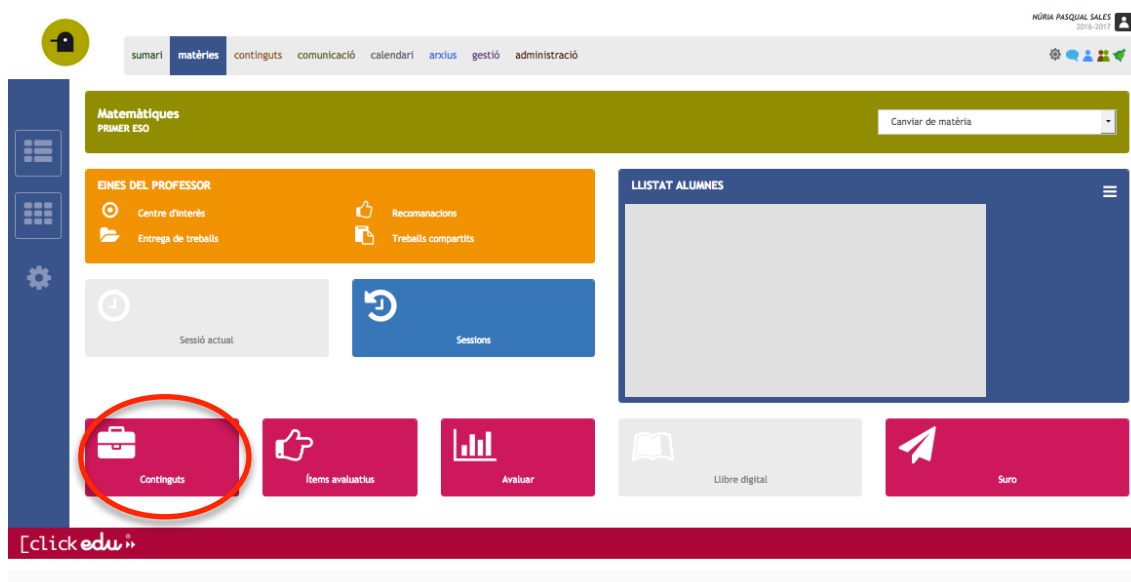 NÚRIA PASQUAL SALES
2016-2017
sumari matèries continguts comunicació calendari arxius gestió administració
Matemàtiques
PRIMER ESO
Canviar de matèria
EINES DEL PROFESSOR
Centre d'interès Recomanacions
Entrega de treballs Treballs compartits
LLISTAT ALUMNES
Sessió actual Sessions
Continguts Ítems avaluatius Avaluar Llibre digital Suro
[click edu»